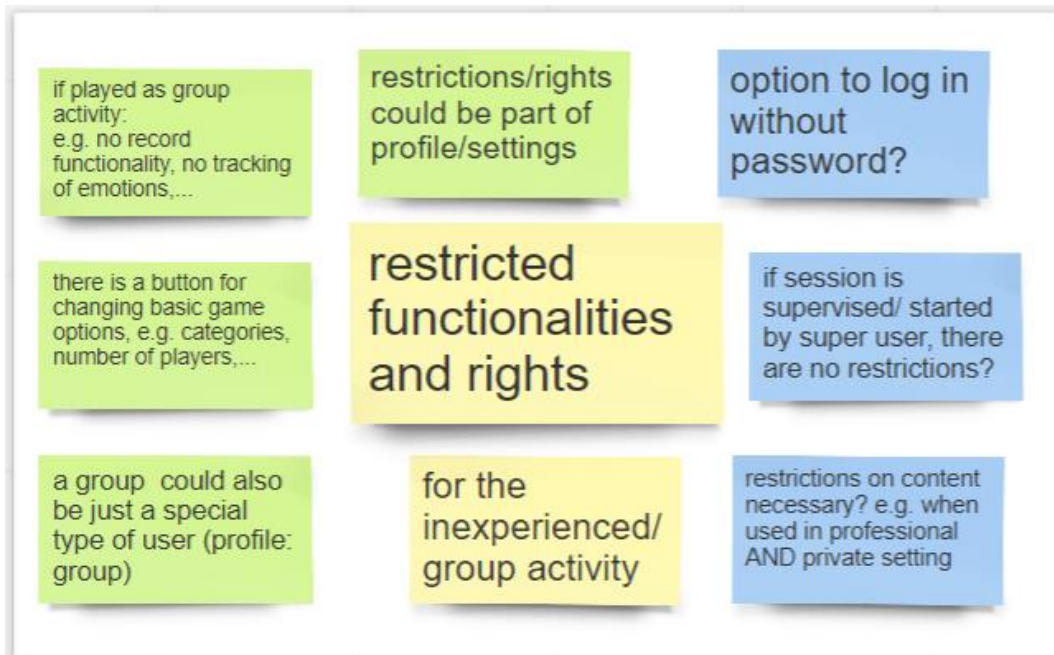 if played as group
activity:
e.g. no record
functionality, no tracking
of emotions,...
restrictions/rights
could be part of
profile/settings
option to log in
without
password?
there is a button for
changing basic game
options, e.g. categories,
number of players,...
restricted
functionalities
and rights
if session is
supervised/ started
by super user, there
are no restrictions?
a group could also
be just a special
type of user (profile:
group)
for the
inexperienced/
group activity
restrictions on content
necessary? e.g. when
used in professional
AND private setting